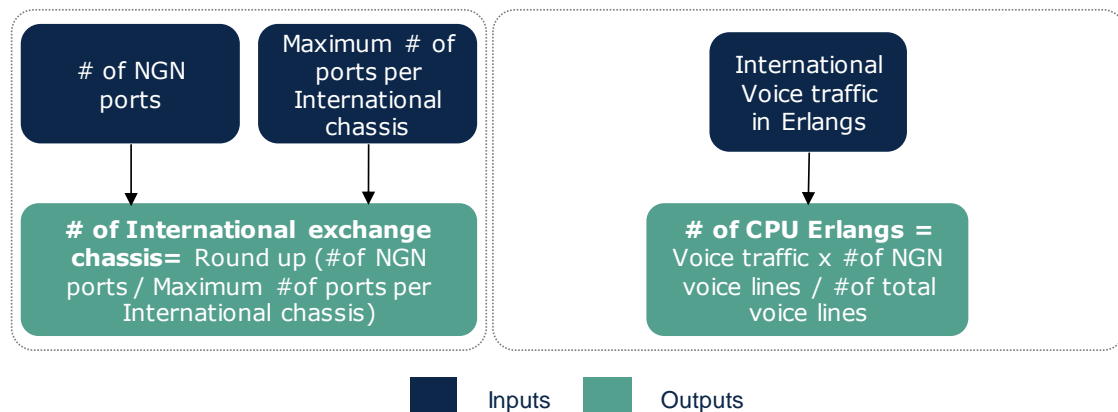 # of NGN
ports
Maximum # of
ports per
International
chassis
# of International exchange
chassis= Round up (#of NGN
ports / Maximum #of ports per
International chassis)
International
Voice traffic
in Erlangs
# of CPU Erlangs =
Voice traffic x #of NGN
voice lines / #of total
voice lines
Inputs
Outputs